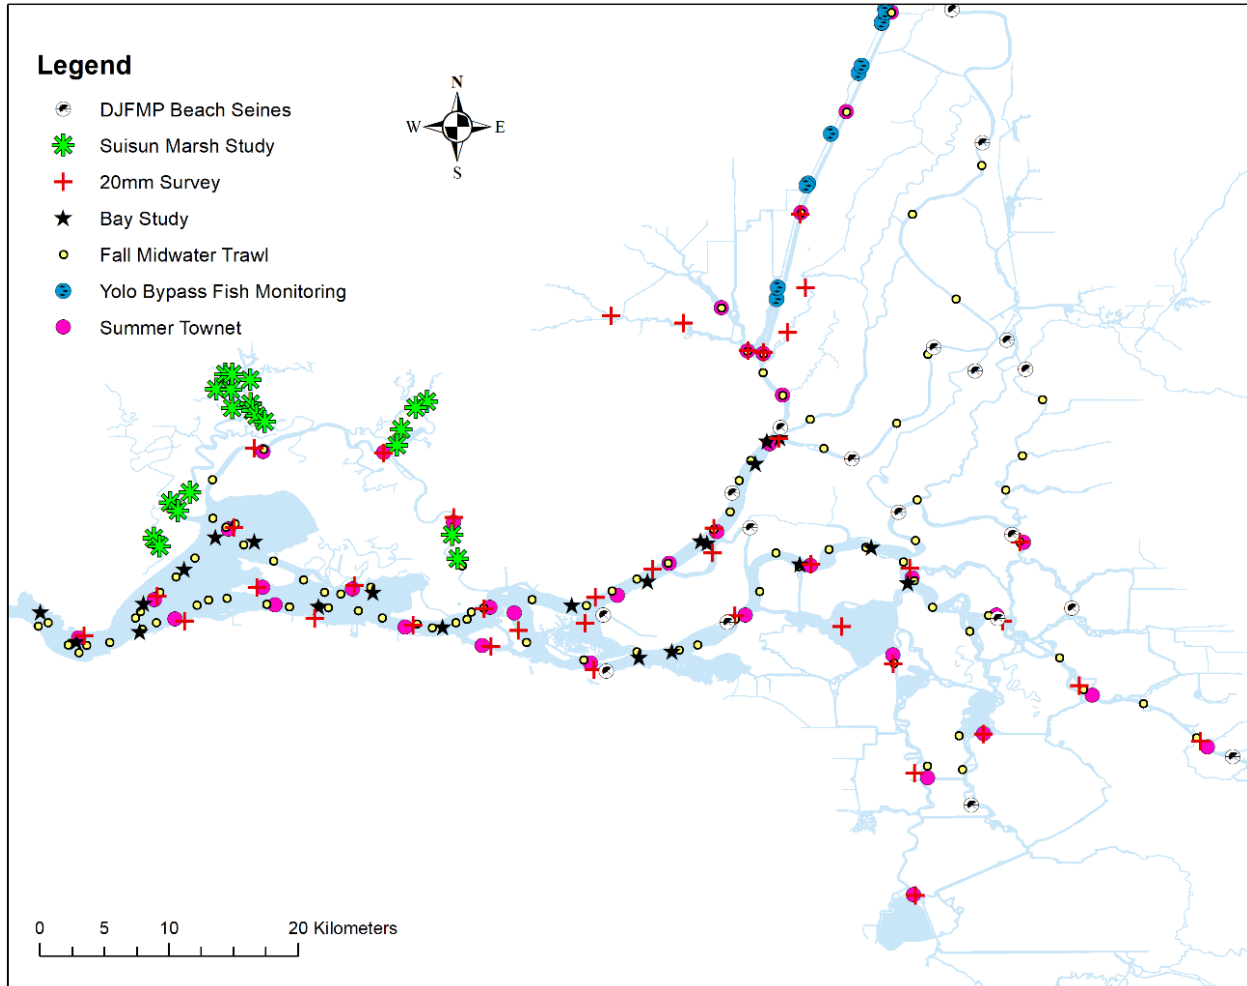 Legend
DJFMP Beach Seines
Suisun Marsh Study
20mm Survey
Bay Study
Fall Midwater Trawl
Yolo Bypass Fish Monitoring
Summer Townet
N
W E
S
0 5 10 20 Kilometers